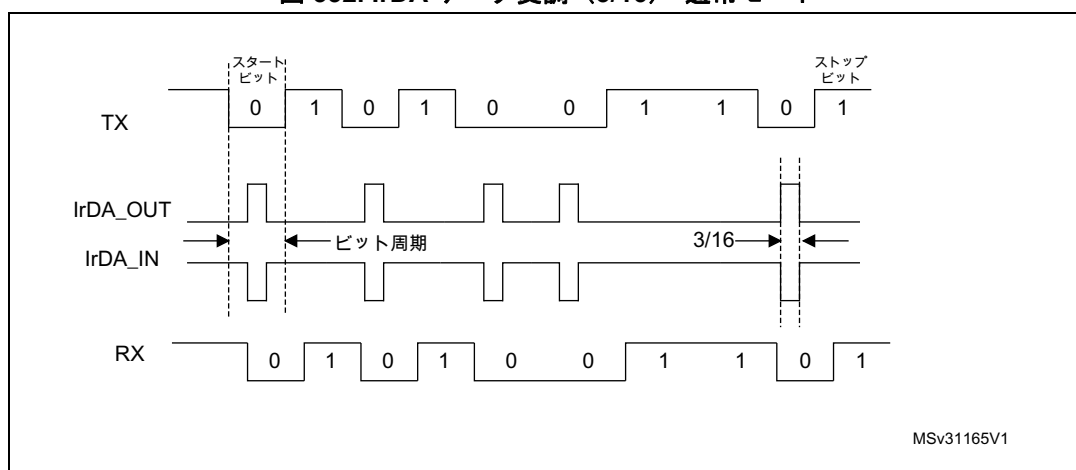 スタート
ビット
ストップ
ビット
TX
0 1 0 1 0 0 1 1 0 1
IrDA_OUT
ビット周期
3/16
IrDA_IN
RX
0 1 0 1 0 0 1 1 0 1
MSv31165V1